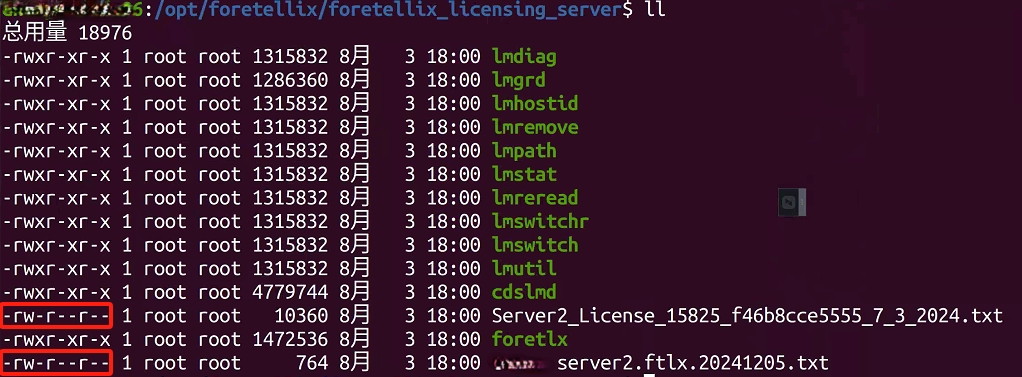 :/opt/foretellix/foretellix_licensing_server$ ll
总用量 18976
-rwxr-xr-x 1 root root 1315832 8月 3 18:00 lmdiag
-rwxr-xr-x 1 root root 1286360 8月 3 18:00 lmgrd
-rwxr-xr-x 1 root root 1315832 8月 3 18:00 lmhostid
-rwxr-xr-x 1 root root 1315832 8月 3 18:00 lmremove
-rwxr-xr-x 1 root root 1315832 8月 3 18:00 lmpath
-rwxr-xr-x 1 root root 1315832 8月 3 18:00 lmstat
-rwxr-xr-x 1 root root 1315832 8月 3 18:00 lmreread
-rwxr-xr-x 1 root root 1315832 8月 3 18:00 lmswitchr
-rwxr-xr-x 1 root root 1315832 8月 3 18:00 lmswitch
-rwxr-xr-x 1 root root 1315832 8月 3 18:00 lmutil
-rwxr-xr-x 1 root root 4779744 8月 3 18:00 cdslmd
-rw-r--r-- 1 root root 10360 8月 3 18:00 Server2_License_15825_f46b8cce5555_7_3_2024.txt
-rwxr-xr-x 1 root root 1472536 8月 3 18:00 foretlx
-rw-r--r-- 1 root root 764 8月 3 18:00 server2.ftlx.20241205.txt